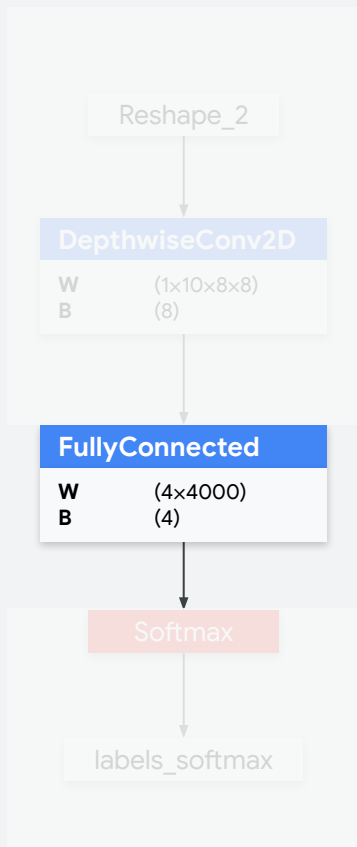 Reshape_2
DepthwiseConv2D
W (1×10×8×8)
B (8)
FullyConnected
W (4×4000)
B (4)
Softmax
labels_softmax